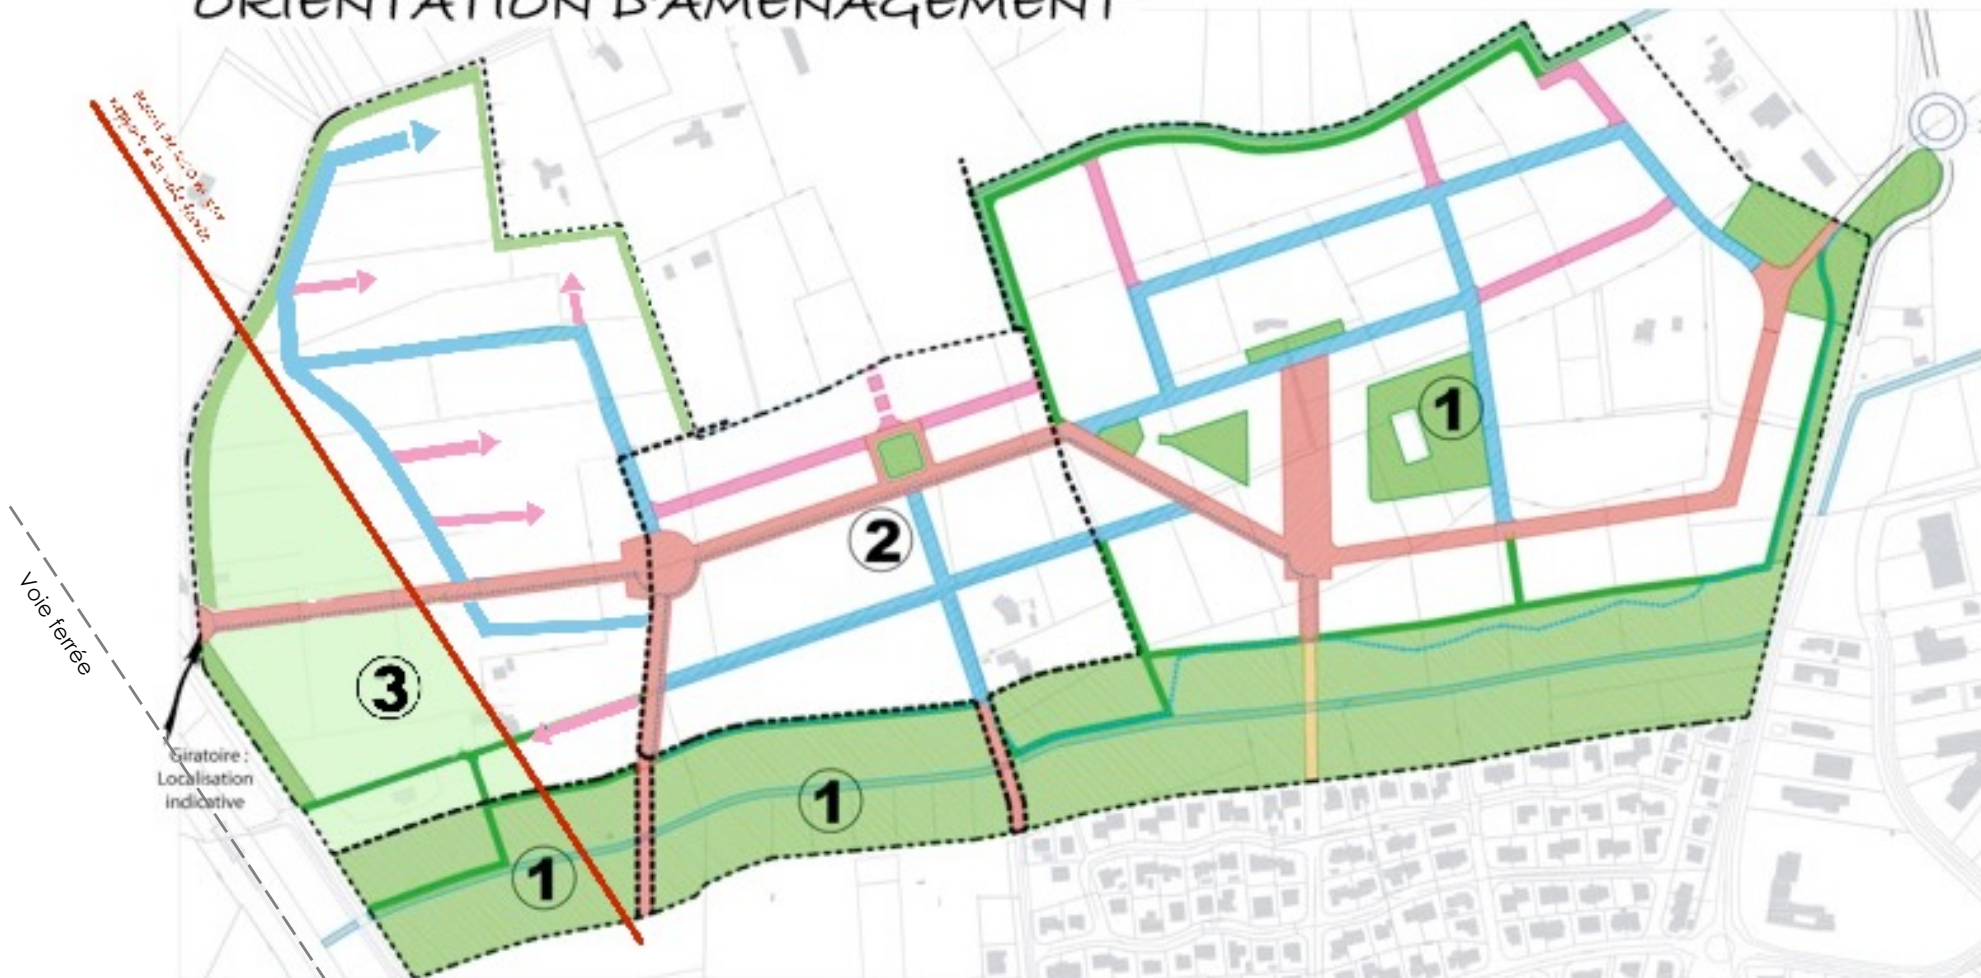 ORIENTATION D'AMENAGEMENT
1
2
3
Voie ferrée
Giratoire :
Localisation
indicative
1
1